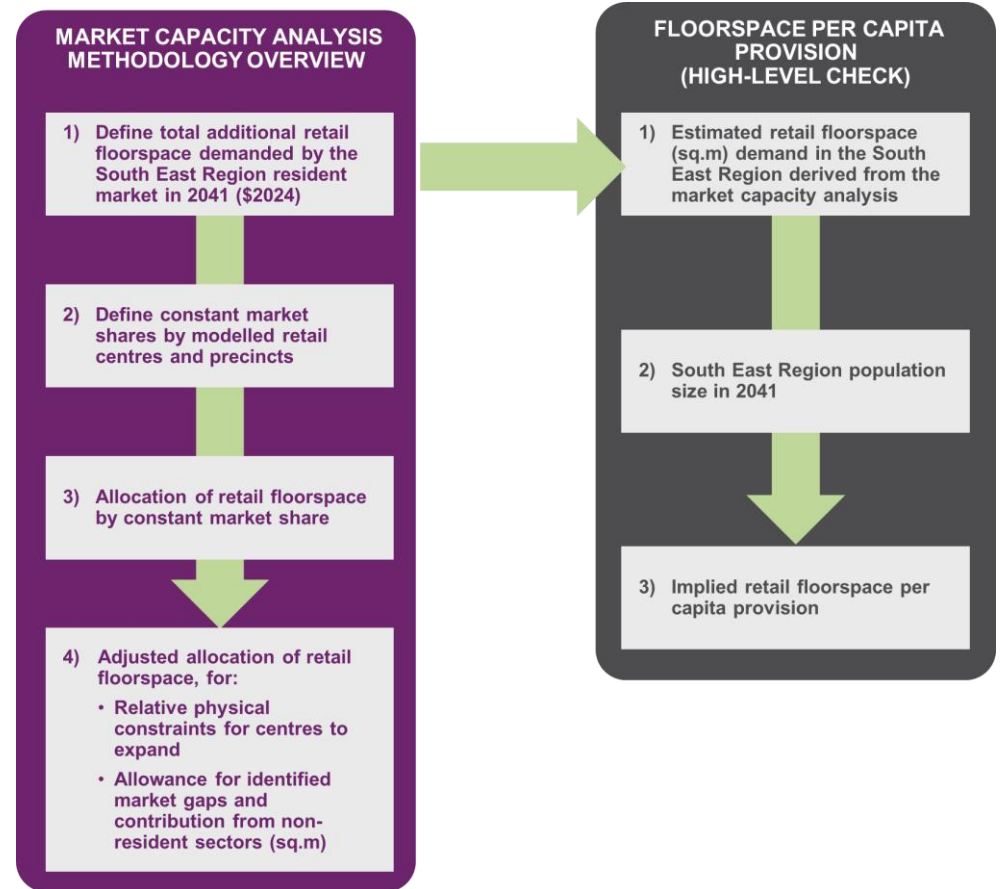 MARKET CAPACITY ANALYSIS
METHODOLOGY OVERVIEW
1) Define total additional retail
floorspace demanded by the
South East Region resident
market in 2041 ($2024)
2) Define constant market
shares by modelled retail
centres and precincts
3) Allocation of retail floorspace
by constant market share
4) Adjusted allocation of retail
floorspace, for:
• Relative physical
constraints for centres to
expand
• Allowance for identified
market gaps and
contribution from non-
resident sectors (sq.m)
FLOORSPACE PER CAPITA
PROVISION
(HIGH-LEVEL CHECK)
1) Estimated retail floorspace
(sq.m) demand in the South
East Region derived from the
market capacity analysis
2) South East Region population
size in 2041
3) Implied retail floorspace per
capita provision